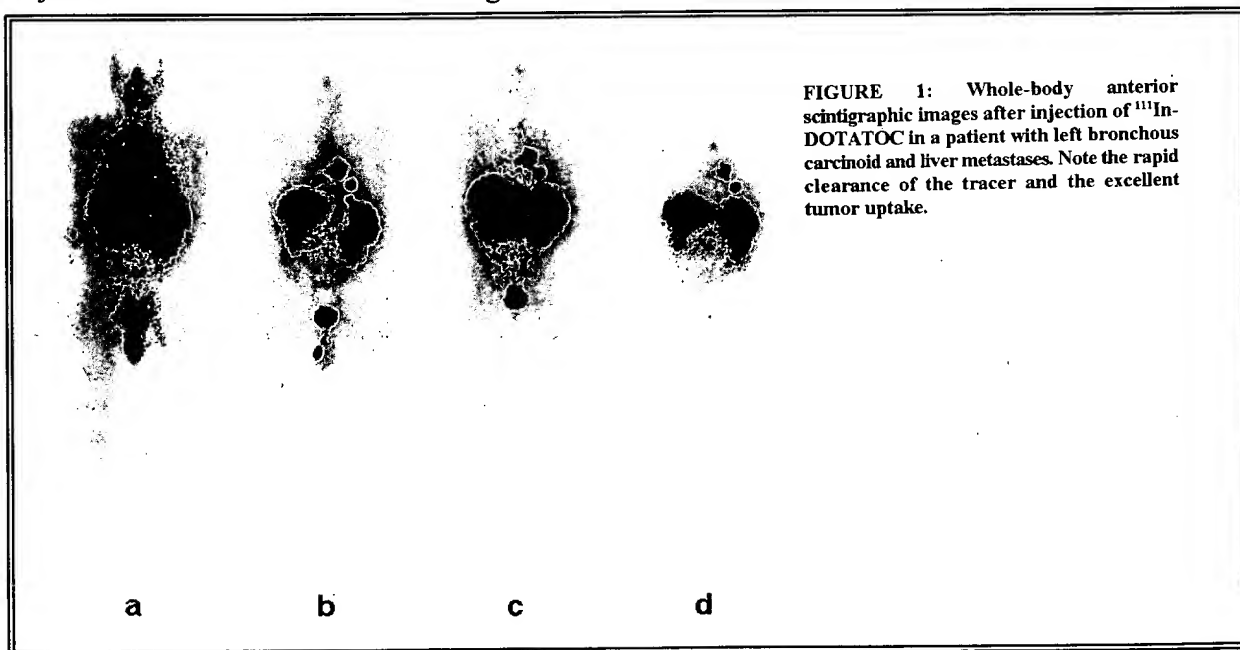 FIGURE 1: Whole-body anterior
scintigraphic images after injection of ¹¹¹In-
DOTATOC in a patient with left bronchous
carcinoid and liver metastases. Note the rapid
clearance of the tracer and the excellent
tumor uptake.
a b c d